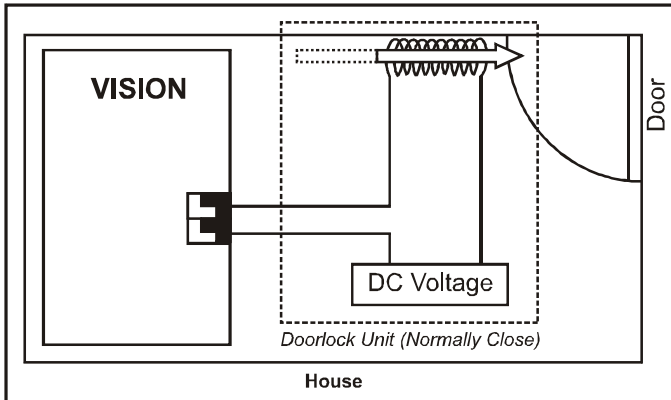 VISION
Door
DC Voltage
Doorlock Unit (Normally Close)
House